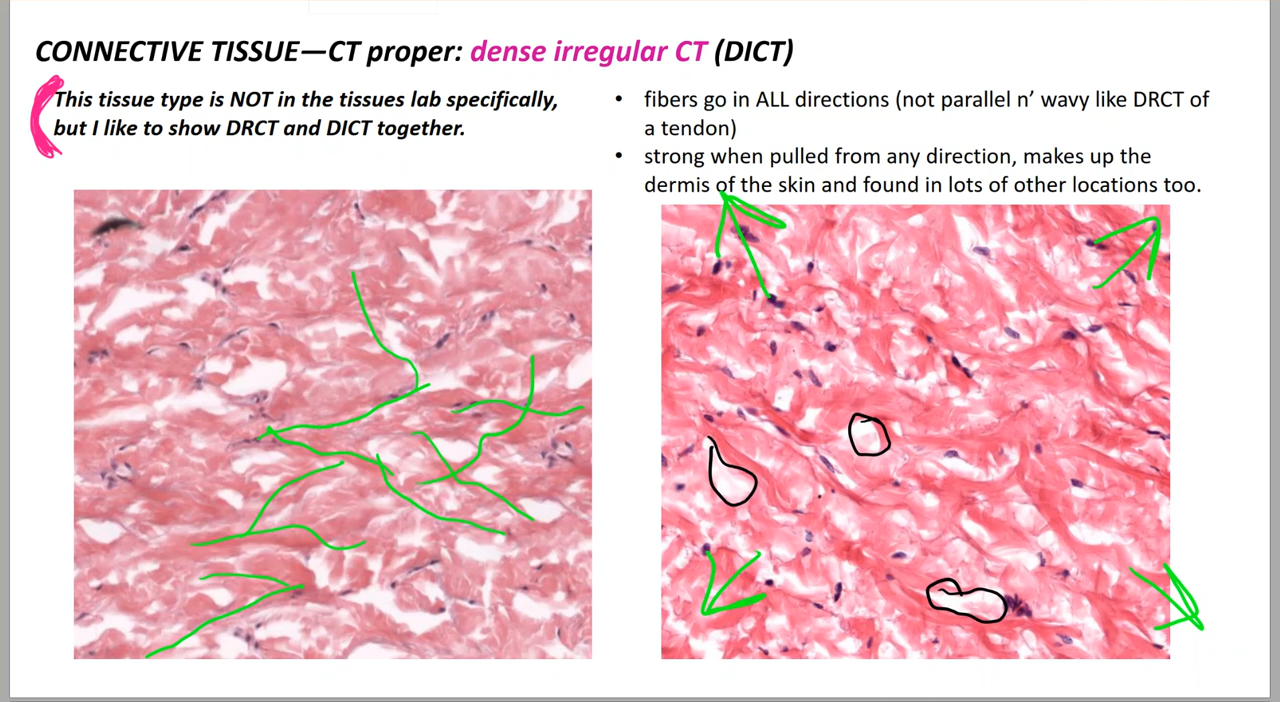 CONNECTIVE TISSUE—CT proper: dense irregular CT (DICT)
This tissue type is NOT in the tissues lab specifically,
but I like to show DRCT and DICT together.
• fibers go in ALL directions (not parallel n’ wavy like DRCT of
a tendon)
• strong when pulled from any direction, makes up the
dermis of the skin and found in lots of other locations too.